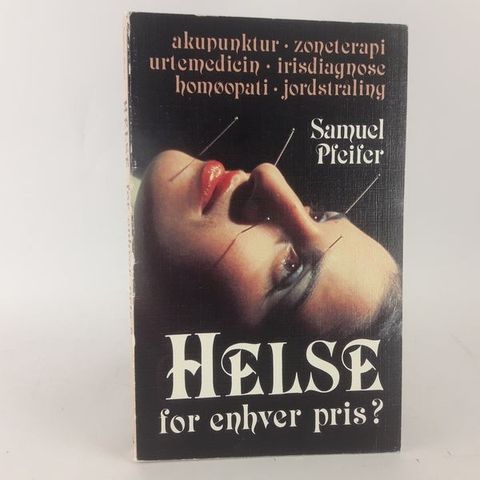 akupunktur · zoneterapi
urtemedicin · irisdiagnose
homøopati · jordstraling
Samuel
Pfeifer
HELSE
for enhver pris?